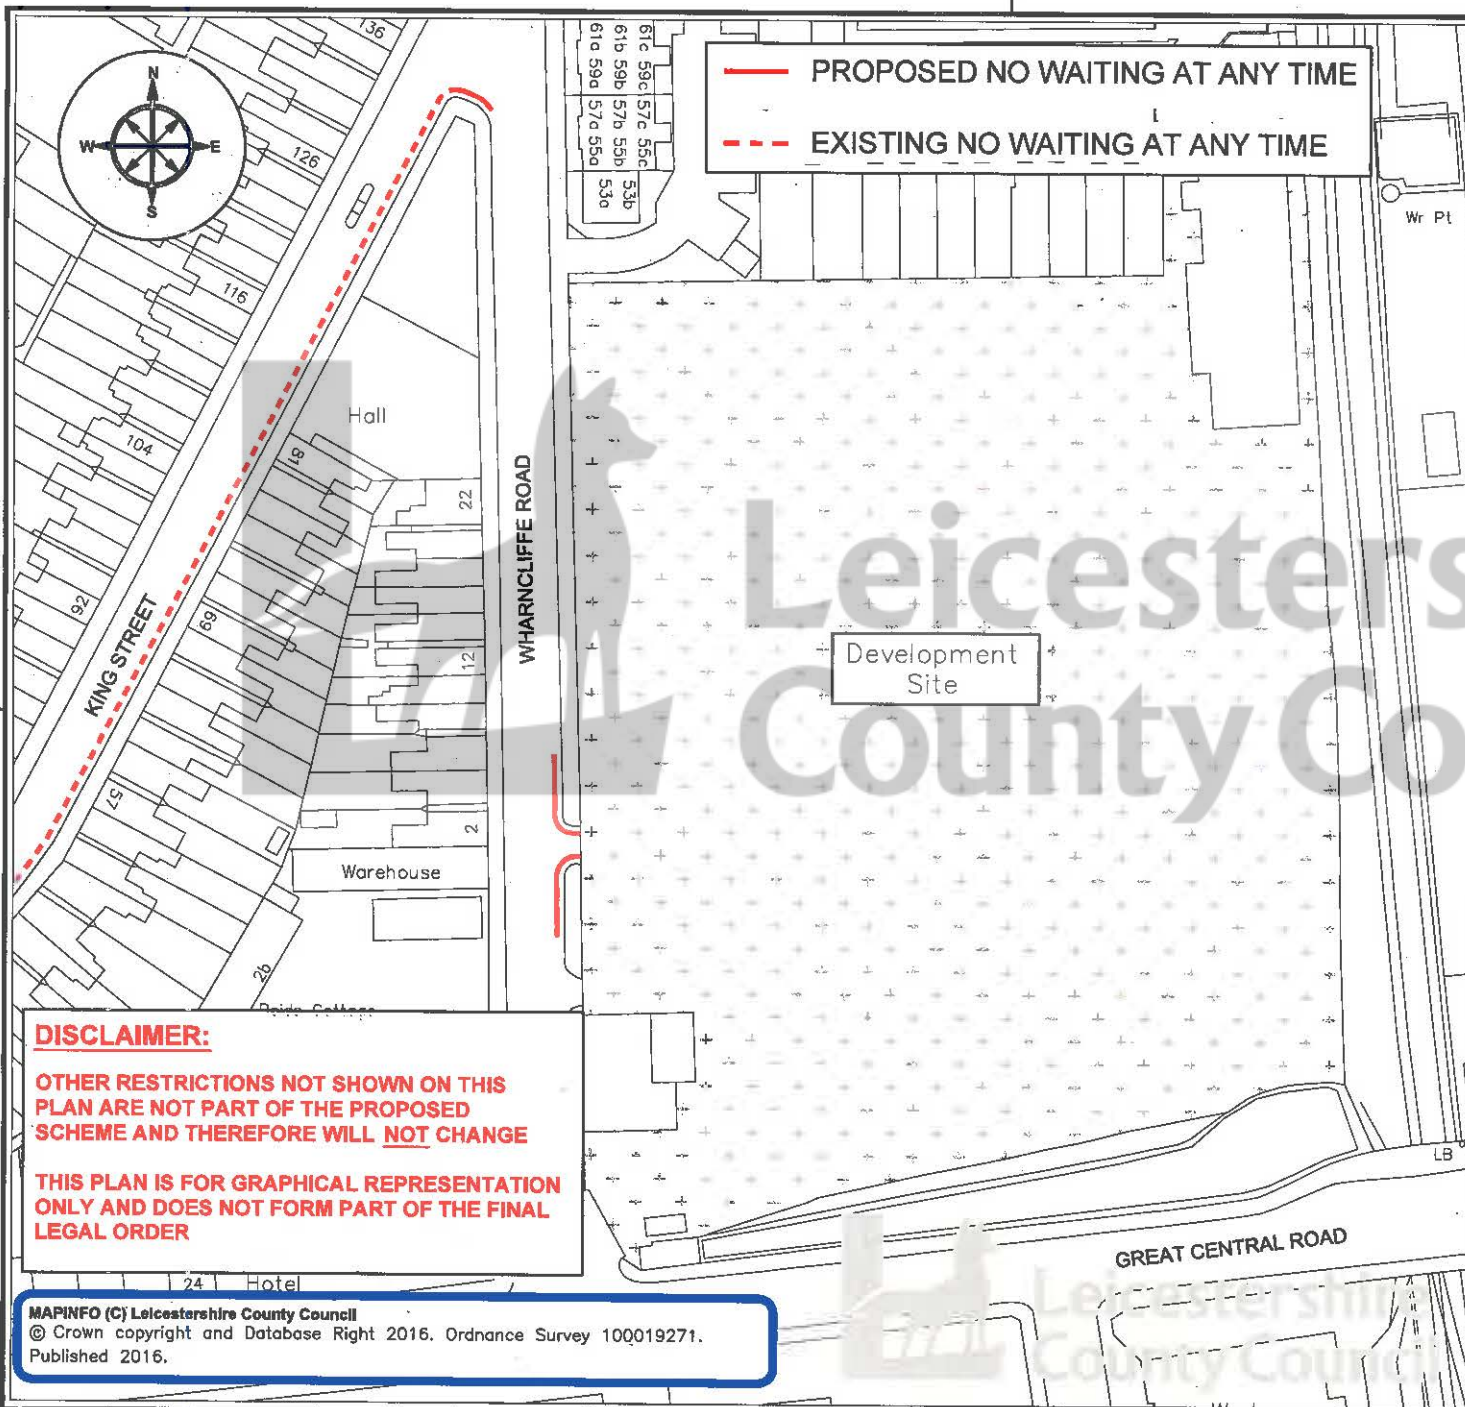 136
61a 59a 57a 55a
61b 59b 57b 55b
61c 59c 57c 55c
53a
53b
PROPOSED NO WAITING AT ANY TIME
EXISTING NO WAITING AT ANY TIME
N
W
E
S
126
Wr Pt
116
Hall
104
81
22
WHARNCLIFFE ROAD
92
KING STREET
69
12
Development
Site
Leicesters
County Co
57
2
Warehouse
26
DISCLAIMER:
OTHER RESTRICTIONS NOT SHOWN ON THIS
PLAN ARE NOT PART OF THE PROPOSED
SCHEME AND THEREFORE WILL NOT CHANGE
THIS PLAN IS FOR GRAPHICAL REPRESENTATION
ONLY AND DOES NOT FORM PART OF THE FINAL
LEGAL ORDER
LB
GREAT CENTRAL ROAD
24
Hotel
Leicestershire
County Council
MAPINFO (C) Leicestershire County Council
© Crown copyright and Database Right 2016. Ordnance Survey 100019271.
Published 2016.